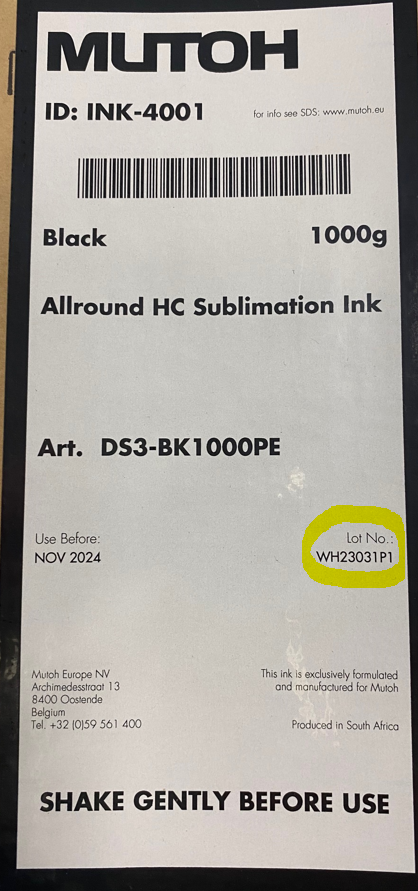 MUTOH
ID: INK-4001 for info see SDS: www.mutoh.eu
Black 1000g
Allround HC Sublimation Ink
Art. DS3-BK1000PE
Use Before: Lot No.:
NOV 2024 WH23031P1
Mutoh Europe NV This ink is exclusively formulated
Archimedesstraat 13 and manufactured for Mutoh
8400 Oostende
Belgium
Tel. +32 (0)59 561 400 Produced in South Africa
SHAKE GENTLY BEFORE USE